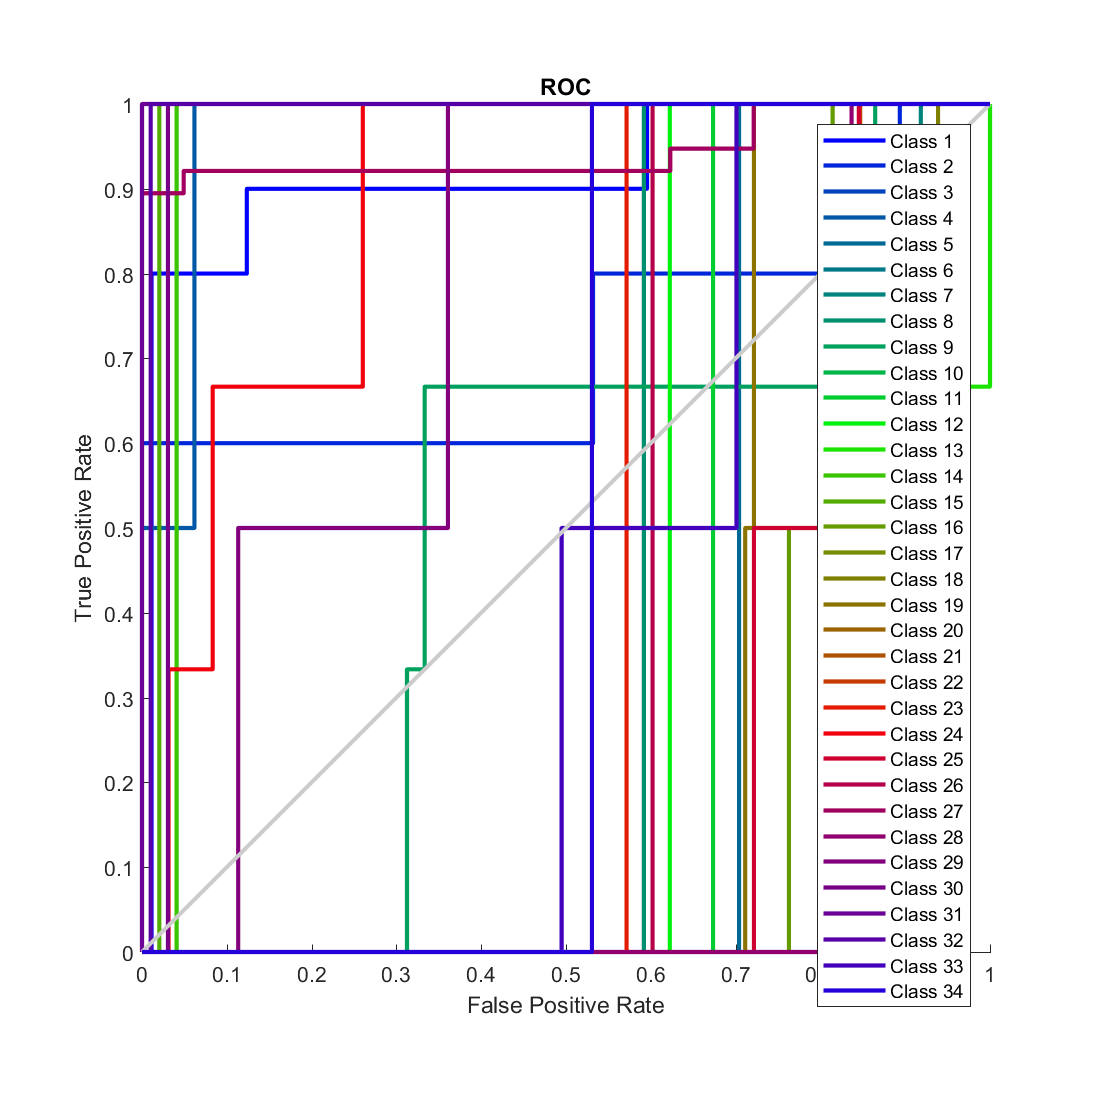 ROC
True Positive Rate
1
0.9
0.8
0.7
0.6
0.5
0.4
0.3
0.2
0.1
0
Class 1
Class 2
Class 3
Class 4
Class 5
Class 6
Class 7
Class 8
Class 9
Class 10
Class 11
Class 12
Class 13
Class 14
Class 15
Class 16
Class 17
Class 18
Class 19
Class 20
Class 21
Class 22
Class 23
Class 24
Class 25
Class 26
Class 27
Class 28
Class 29
Class 30
Class 31
Class 32
Class 33
Class 34
0 0.1 0.2 0.3 0.4 0.5 0.6 0.7 1
False Positive Rate